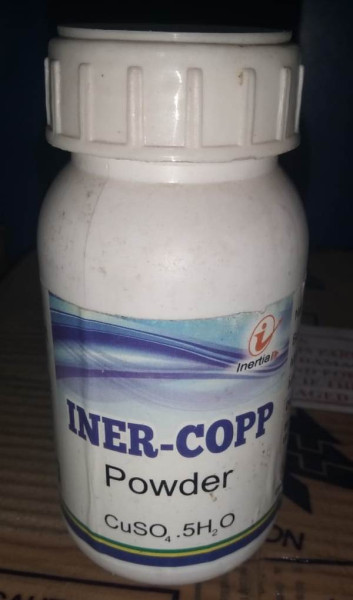 Inertia
INER-COPP
Powder
CuSO₄.5H₂O